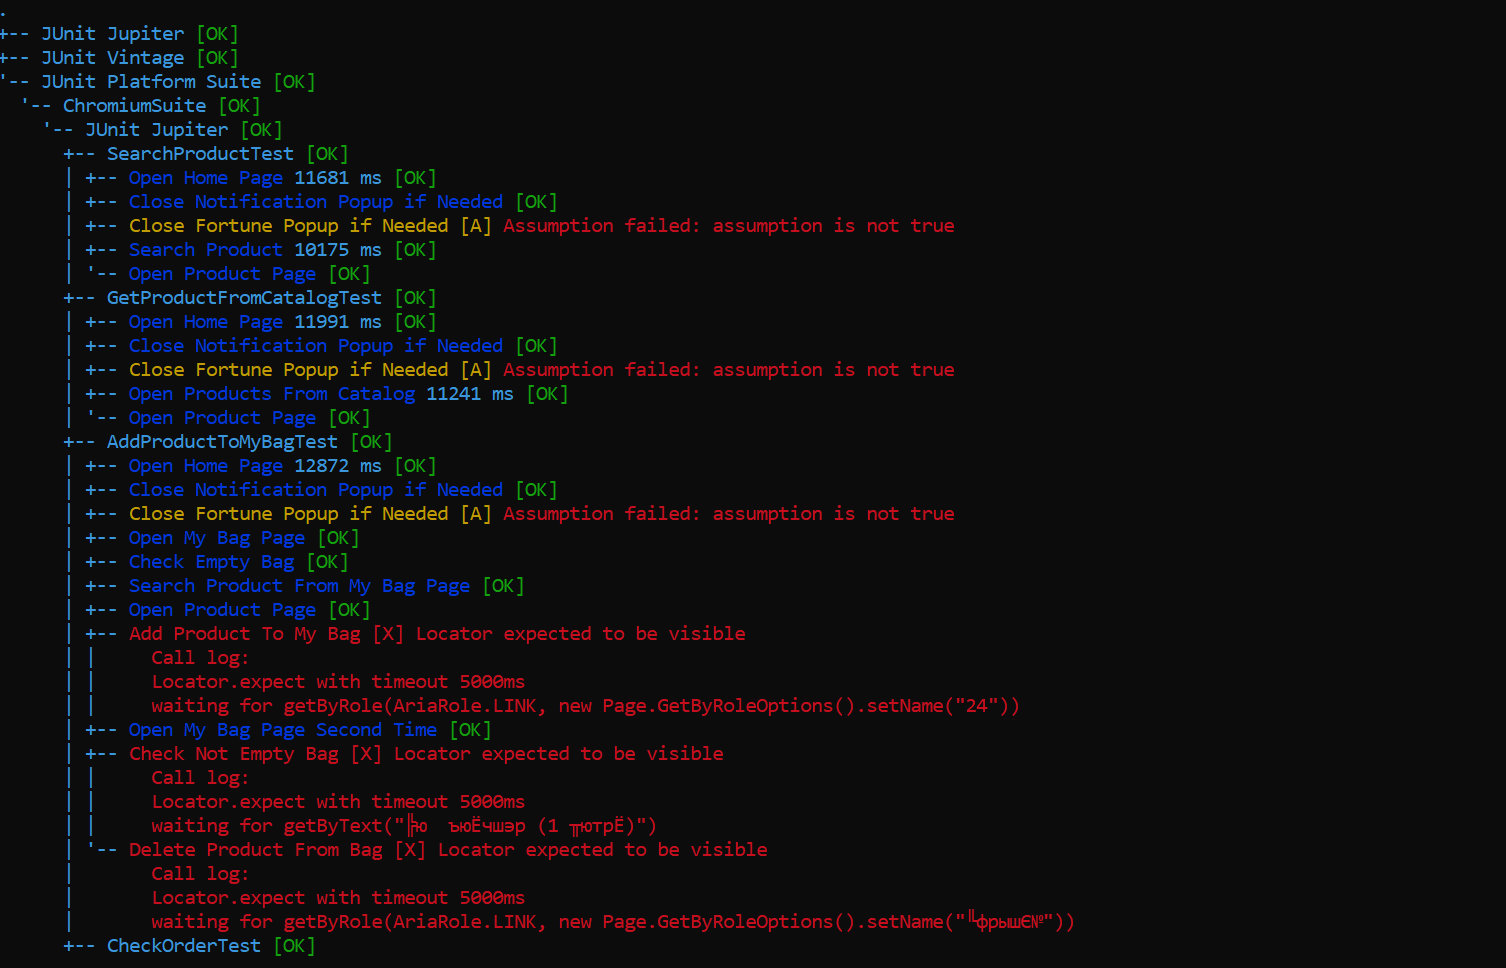 .
+-- JUnit Jupiter [OK]
+-- JUnit Vintage [OK]
'-- JUnit Platform Suite [OK]
  '-- ChromiumSuite [OK]
    '-- JUnit Jupiter [OK]
      +-- SearchProductTest [OK]
      | +-- Open Home Page 11681 ms [OK]
      | +-- Close Notification Popup if Needed [OK]
      | +-- Close Fortune Popup if Needed [A] Assumption failed: assumption is not true
      | +-- Search Product 10175 ms [OK]
      | '-- Open Product Page [OK]
      +-- GetProductFromCatalogTest [OK]
      | +-- Open Home Page 11991 ms [OK]
      | +-- Close Notification Popup if Needed [OK]
      | +-- Close Fortune Popup if Needed [A] Assumption failed: assumption is not true
      | +-- Open Products From Catalog 11241 ms [OK]
      | '-- Open Product Page [OK]
      +-- AddProductToMyBagTest [OK]
      | +-- Open Home Page 12872 ms [OK]
      | +-- Close Notification Popup if Needed [OK]
      | +-- Close Fortune Popup if Needed [A] Assumption failed: assumption is not true
      | +-- Open My Bag Page [OK]
      | +-- Check Empty Bag [OK]
      | +-- Search Product From My Bag Page [OK]
      | +-- Open Product Page [OK]
      | +-- Add Product To My Bag [X] Locator expected to be visible
      | |     Call log:
      | |     Locator.expect with timeout 5000ms
      | |     waiting for getByRole(AriaRole.LINK, new Page.GetByRoleOptions().setName("24"))
      | +-- Open My Bag Page Second Time [OK]
      | +-- Check Not Empty Bag [X] Locator expected to be visible
      | |     Call log:
      | |     Locator.expect with timeout 5000ms
      | |     waiting for getByText("╠ю  ъюЁчшэр (1 ╥ютрЁ)")
      | '-- Delete Product From Bag [X] Locator expected to be visible
      |       Call log:
      |       Locator.expect with timeout 5000ms
      |       waiting for getByRole(AriaRole.LINK, new Page.GetByRoleOptions().setName("╙фрышЄ№"))
      +-- CheckOrderTest [OK]